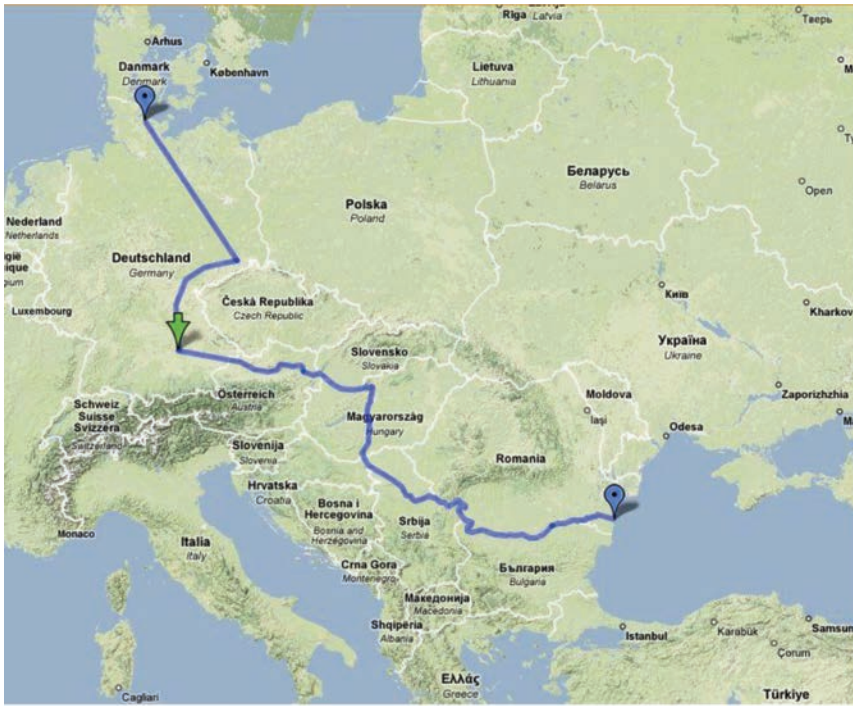 Rīga
Latvia
Тверь
Århus
Danmark
Denmark
København
Lietuva
Lithuania
Беларусь
Belarus
Орел
Polska
Poland
Nederland
Netherlands
Deutschland
Germany
Luxembourg
Česká Republika
Czech Republic
Київ
Kharkov
Україна
Ukraine
Slovensko
Slovakia
Österreich
Austria
Schweiz
Suisse
Svizzera
Switzerland
Magyarország
Hungary
Moldova
Iaşi
Zaporizhzhia
Odesa
Slovenija
Slovenia
Romania
Hrvatska
Croatia
Bosna i
Hercegovina
Bosnia and
Herzegovina
Srbija
Serbia
Monaco
Italia
Italy
Crna Gora
Montenegro
България
Bulgaria
Македонија
Macedonia
Shqipëria
Albania
Istanbul
Karabük
Samsun
Çorum
Ελλάς
Greece
Türkiye
Cagliari